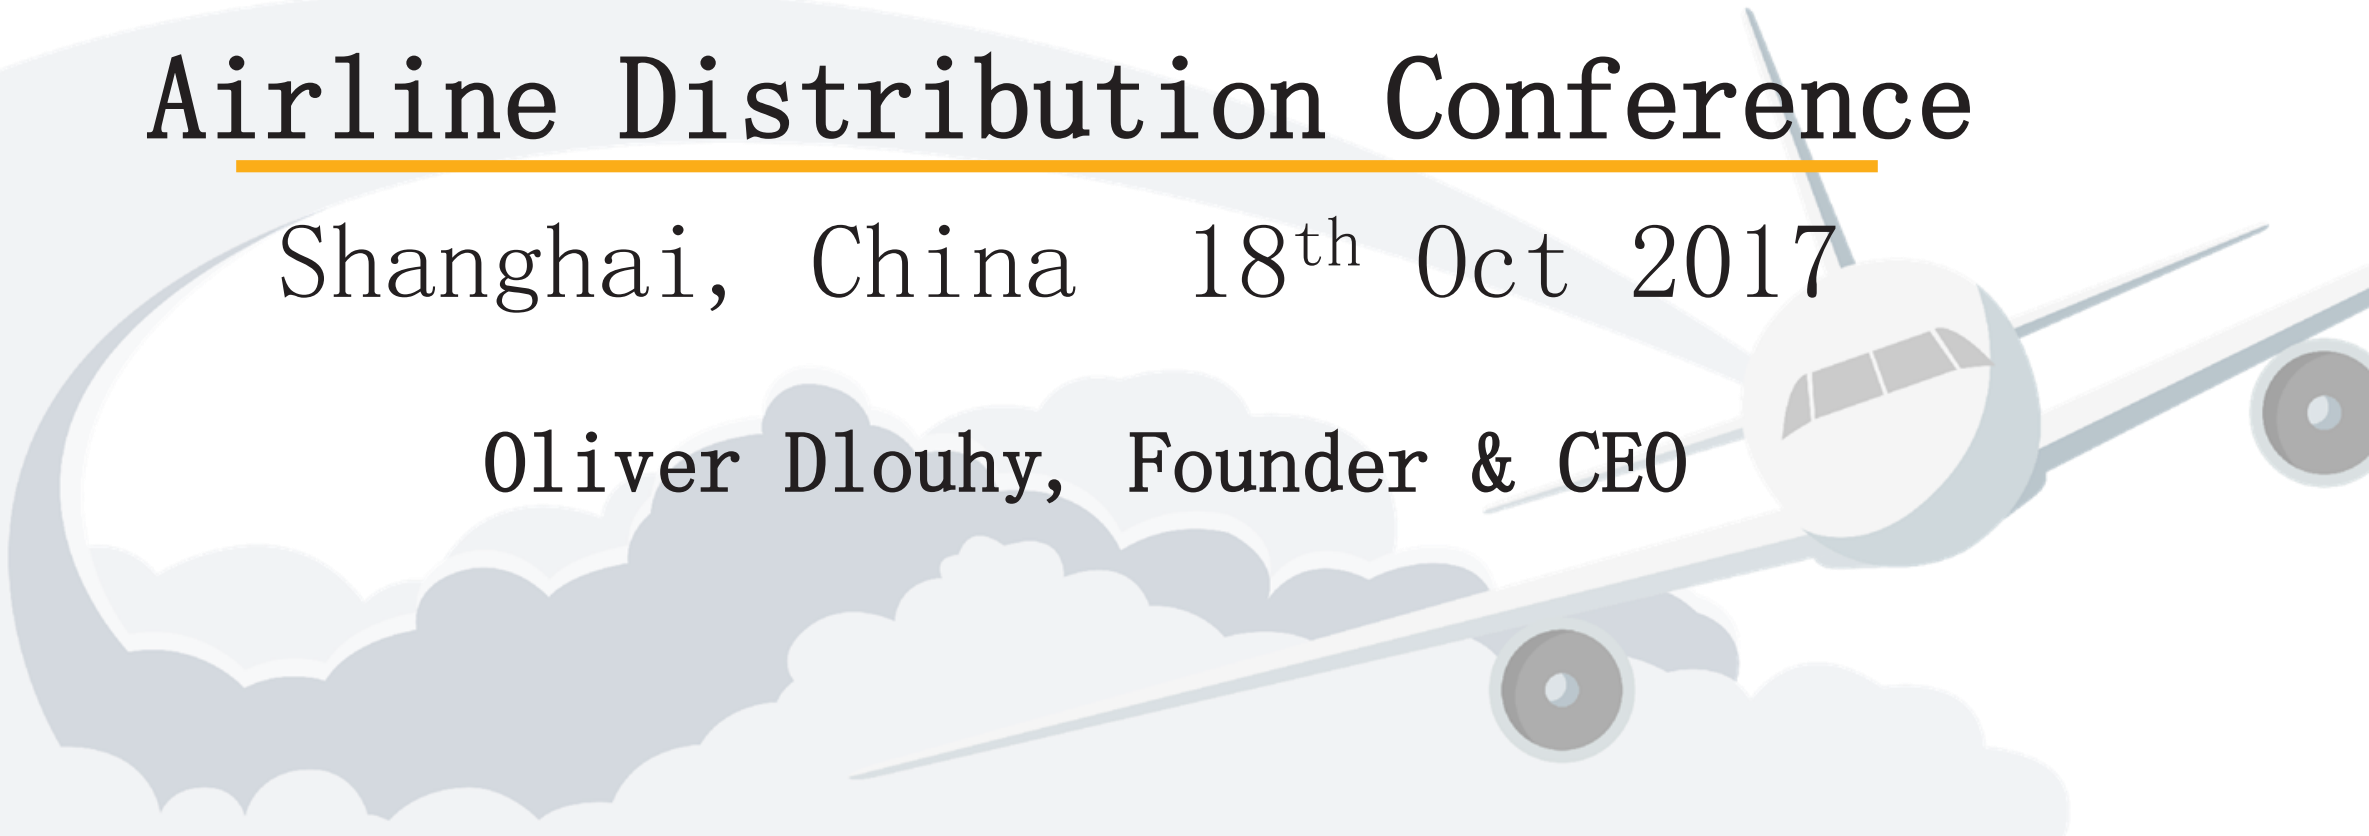 Airline Distribution Conference
Shanghai, China 18th Oct 2017
Oliver Dlouhy, Founder & CEO